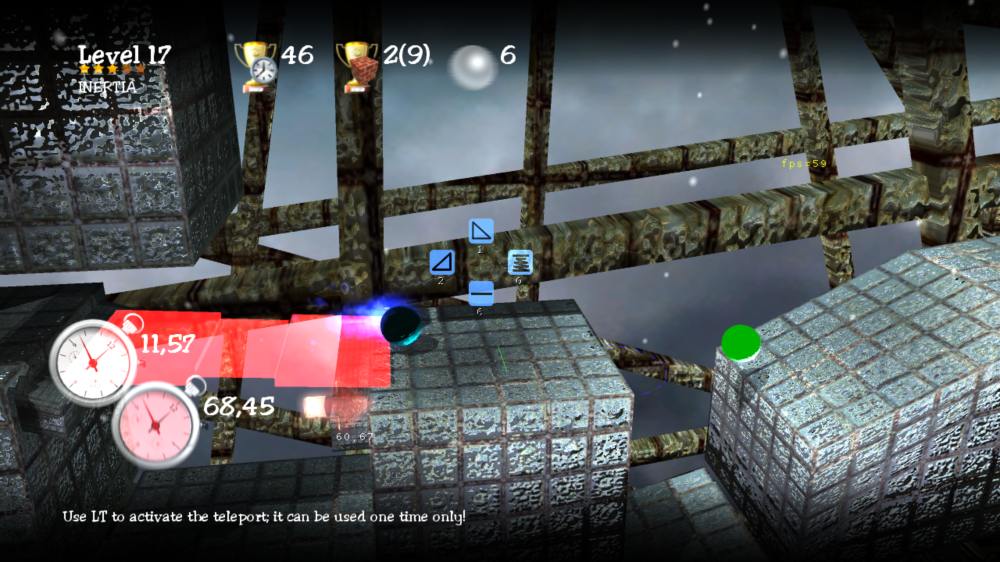 Level 17
INERTIA
46
2(9)
6
fps=59
1
2
6
6
11,57
68,45
60.67
Use LT to activate the teleport; it can be used one time only!